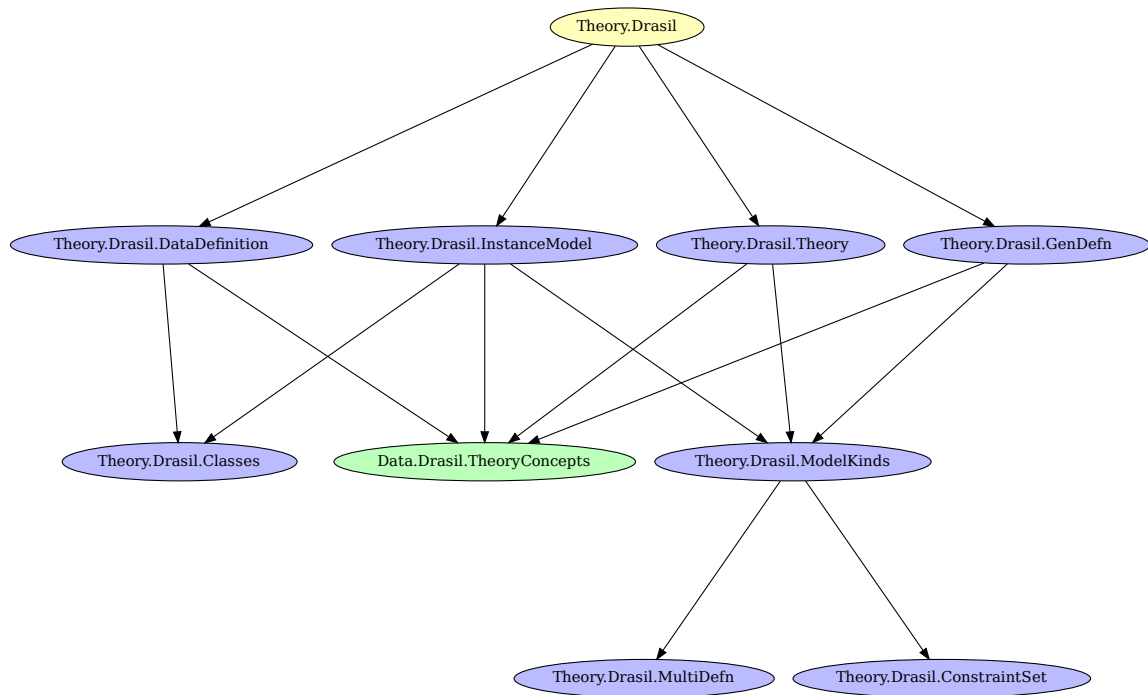 Theory.Drasil
Theory.Drasil.DataDefinition
Theory.Drasil.InstanceModel
Theory.Drasil.Theory
Theory.Drasil.GenDefn
Theory.Drasil.Classes
Data.Drasil.TheoryConcepts
Theory.Drasil.ModelKinds
Theory.Drasil.MultiDefn
Theory.Drasil.ConstraintSet